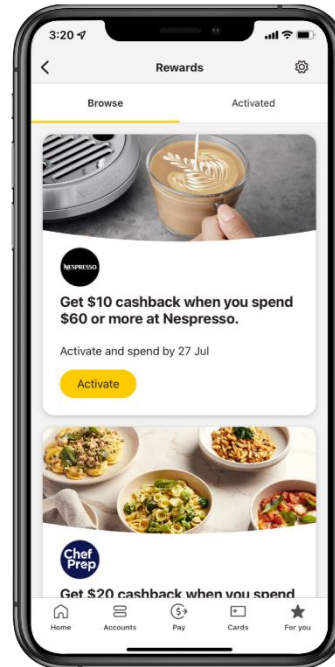 3:20
Rewards
Browse
Activated
NESPRESSO
Get $10 cashback when you spend
$60 or more at Nespresso.
Activate and spend by 27 Jul
Activate
Chef
Prep
Get $20 cashback when you spend
Home
Accounts
Pay
Cards
For you